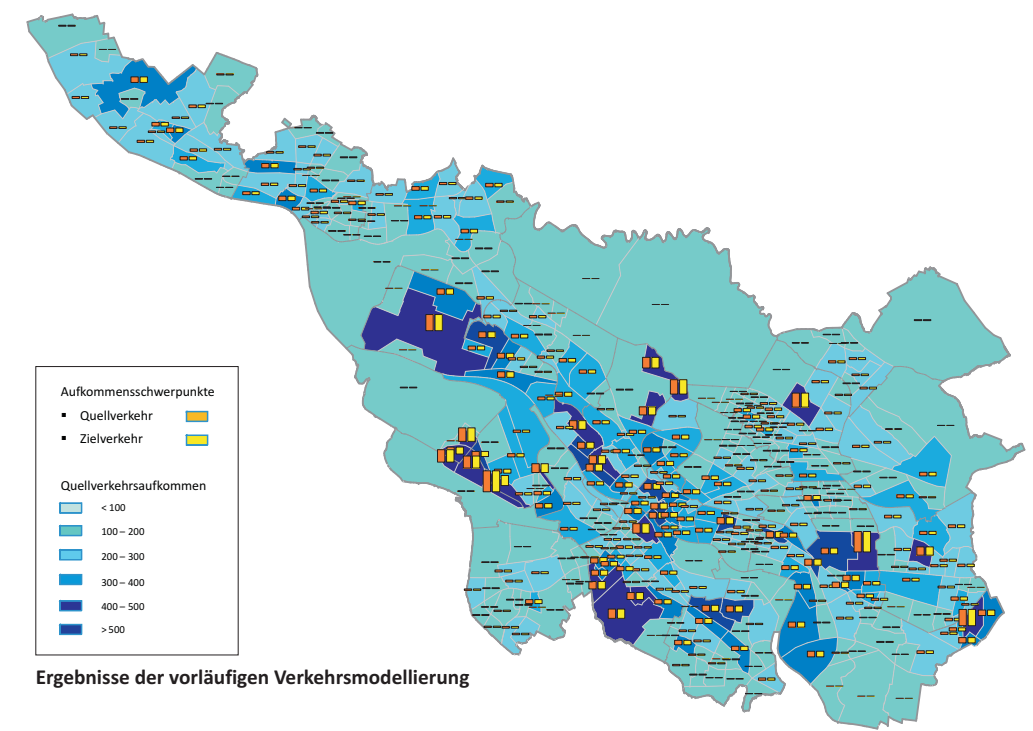 Aufkommensschwerpunkte
▪ Quellverkehr
▪ Zielverkehr
Quellverkehrsaufkommen
< 100
100 – 200
200 – 300
300 – 400
400 – 500
> 500
Ergebnisse der vorläufigen Verkehrsmodellierung